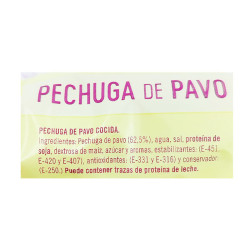 PECHUGA DE PAVO
PECHUGA DE PAVO COCIDA.
Ingredientes: Pechuga de pavo (62,5%), agua, sal, proteína de
soja, dextrosa de maíz, azúcar y aromas, estabilizantes: (E-451,
E-420 y E-407), antioxidantes: (E-331 y E-316) y conservador
(E-250.) Puede contener trazas de proteína de leche.